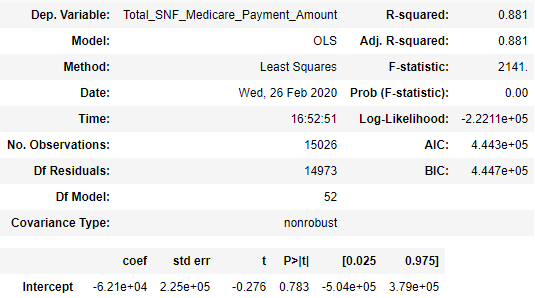 Dep. Variable: Total_SNF_Medicare_Payment_Amount R-squared: 0.881
Model: OLS Adj. R-squared: 0.881
Method: Least Squares F-statistic: 2141.
Date: Wed, 26 Feb 2020 Prob (F-statistic): 0.00
Time: 16:52:51 Log-Likelihood: -2.2211e+05
No. Observations: 15026 AIC: 4.443e+05
Df Residuals: 14973 BIC: 4.447e+05
Df Model: 52
Covariance Type: nonrobust
coef std err t P>|t| [0.025 0.975]
Intercept -6.21e+04 2.25e+05 -0.276 0.783 -5.04e+05 3.79e+05